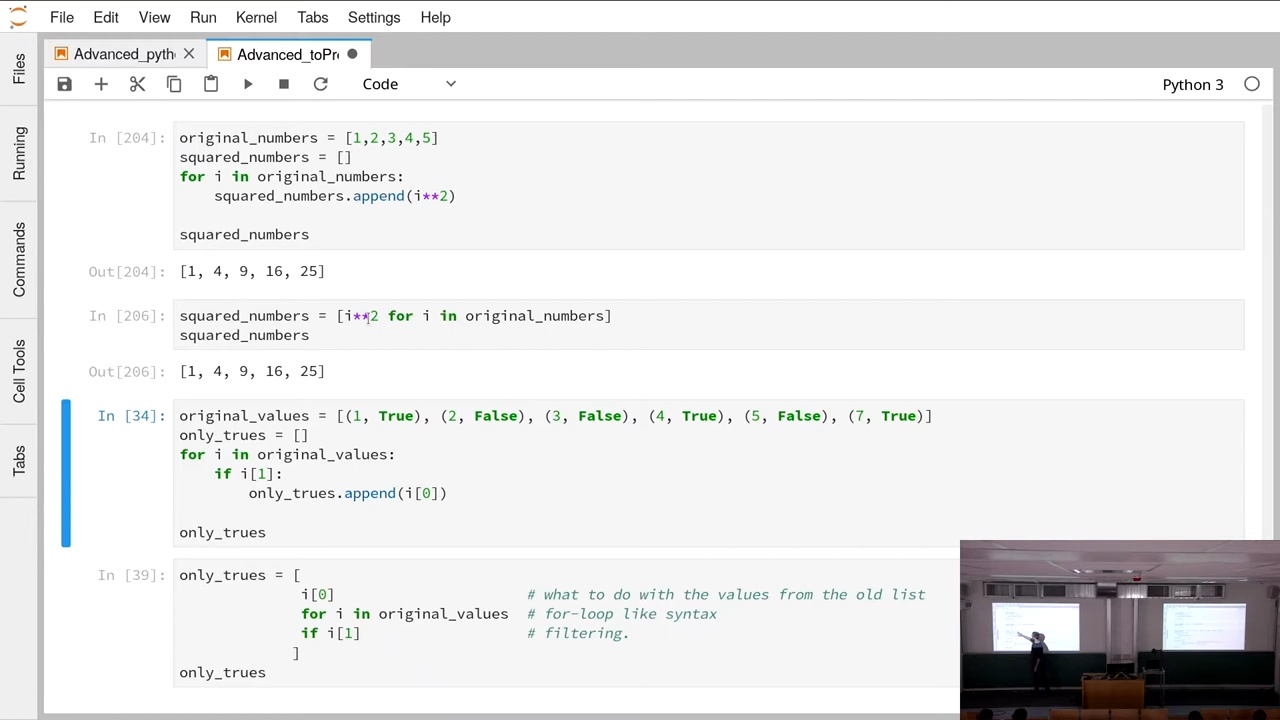 File Edit View Run Kernel Tabs Settings Help
Advanced_pyth
Advanced_toPr
Code
Python 3
Files
Running
Commands
Cell Tools
Tabs
In [204]:
original_numbers = [1,2,3,4,5]
squared_numbers = []
for i in original_numbers:
    squared_numbers.append(i**2)
squared_numbers
Out[204]: [1, 4, 9, 16, 25]
In [206]:
squared_numbers = [i**2 for i in original_numbers]
squared_numbers
Out[206]: [1, 4, 9, 16, 25]
In [34]:
original_values = [(1, True), (2, False), (3, False), (4, True), (5, False), (7, True)]
only_trues = []
for i in original_values:
    if i[1]:
        only_trues.append(i[0])
only_trues
In [39]:
only_trues = [
              i[0]                      # what to do with the values from the old list
              for i in original_values  # for-loop like syntax
              if i[1]                   # filtering.
             ]
only_trues